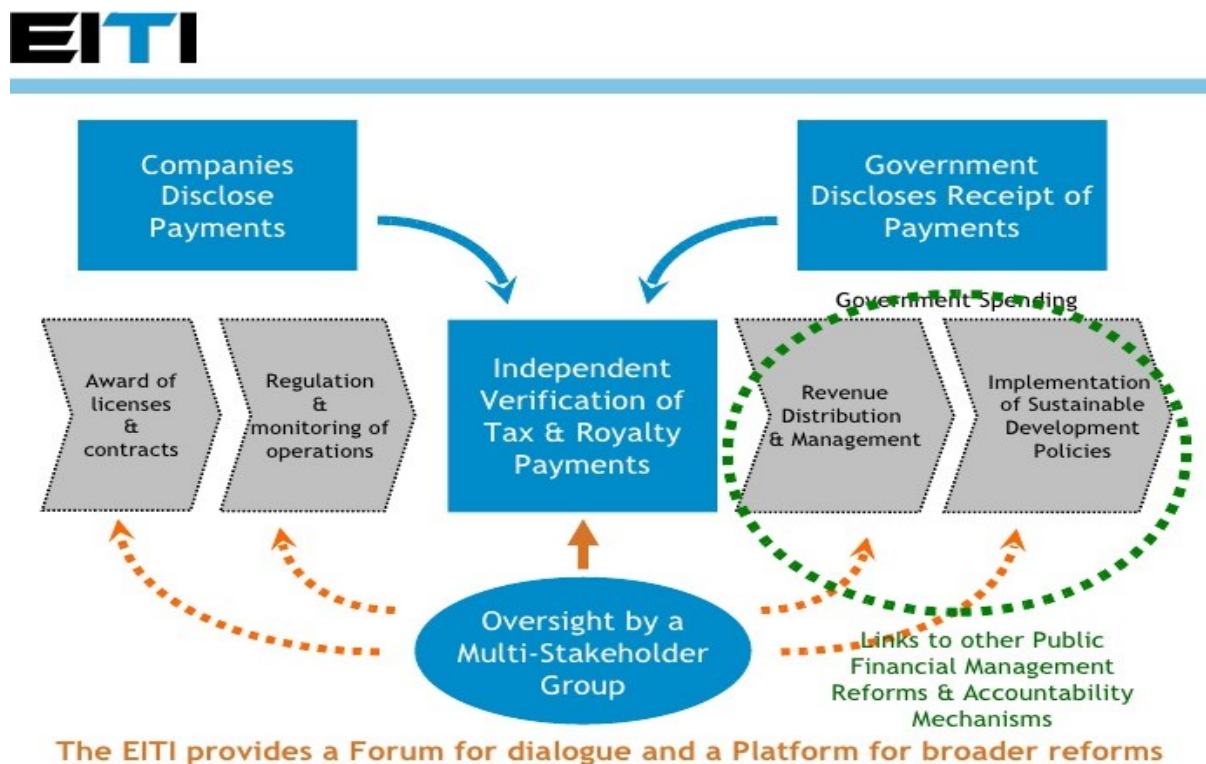 EITI
Companies
Disclose
Payments
Government
Discloses Receipt of
Payments
Government Spending
Award of
licenses
&
contracts
Regulation
&
monitoring of
operations
Independent
Verification of
Tax & Royalty
Payments
Revenue
Distribution
& Management
Implementation
of Sustainable
Development
Policies
Oversight by a
Multi-Stakeholder
Group
Links to other Public
Financial Management
Reforms & Accountability
Mechanisms
The EITI provides a Forum for dialogue and a Platform for broader reforms